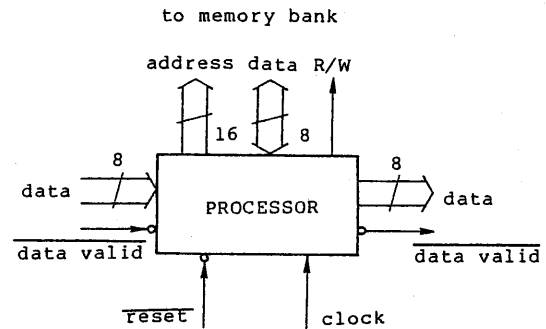 to memory bank
address data R/W
16 8
8 8
data PROCESSOR data
data valid data valid
reset clock